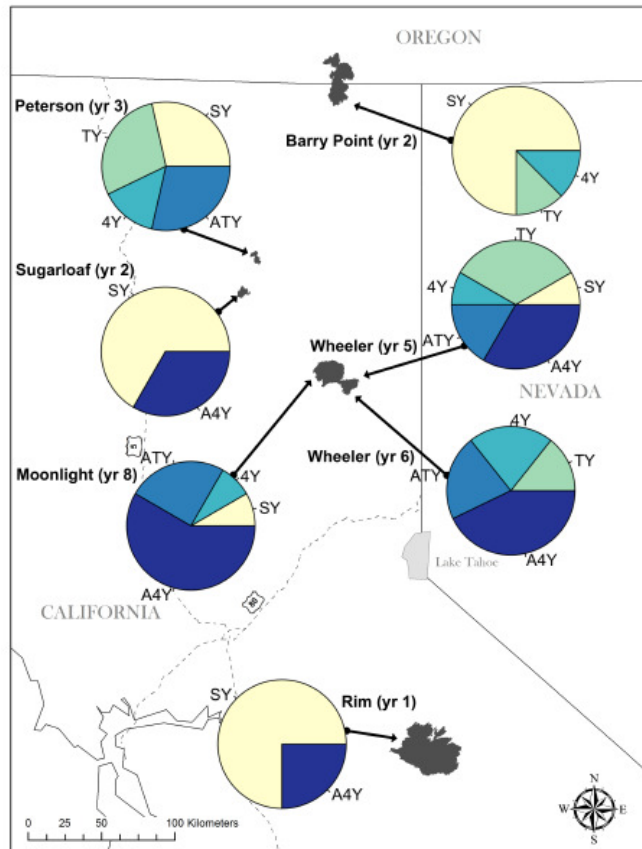 OREGON
Peterson (yr 3)
SY
TY
4Y
ATY
SY
Barry Point (yr 2)
4Y
TY
Sugarloaf (yr 2)
SY
A4Y
TY
4Y
SY
ATY
A4Y
Wheeler (yr 5)
NEVADA
5
Moonlight (yr 8)
ATY
4Y
SY
A4Y
Wheeler (yr 6)
4Y
ATY
TY
A4Y
Lake Tahoe
CALIFORNIA
80
SY
Rim (yr 1)
A4Y
0 25 50 100 Kilometers
N
W E
S